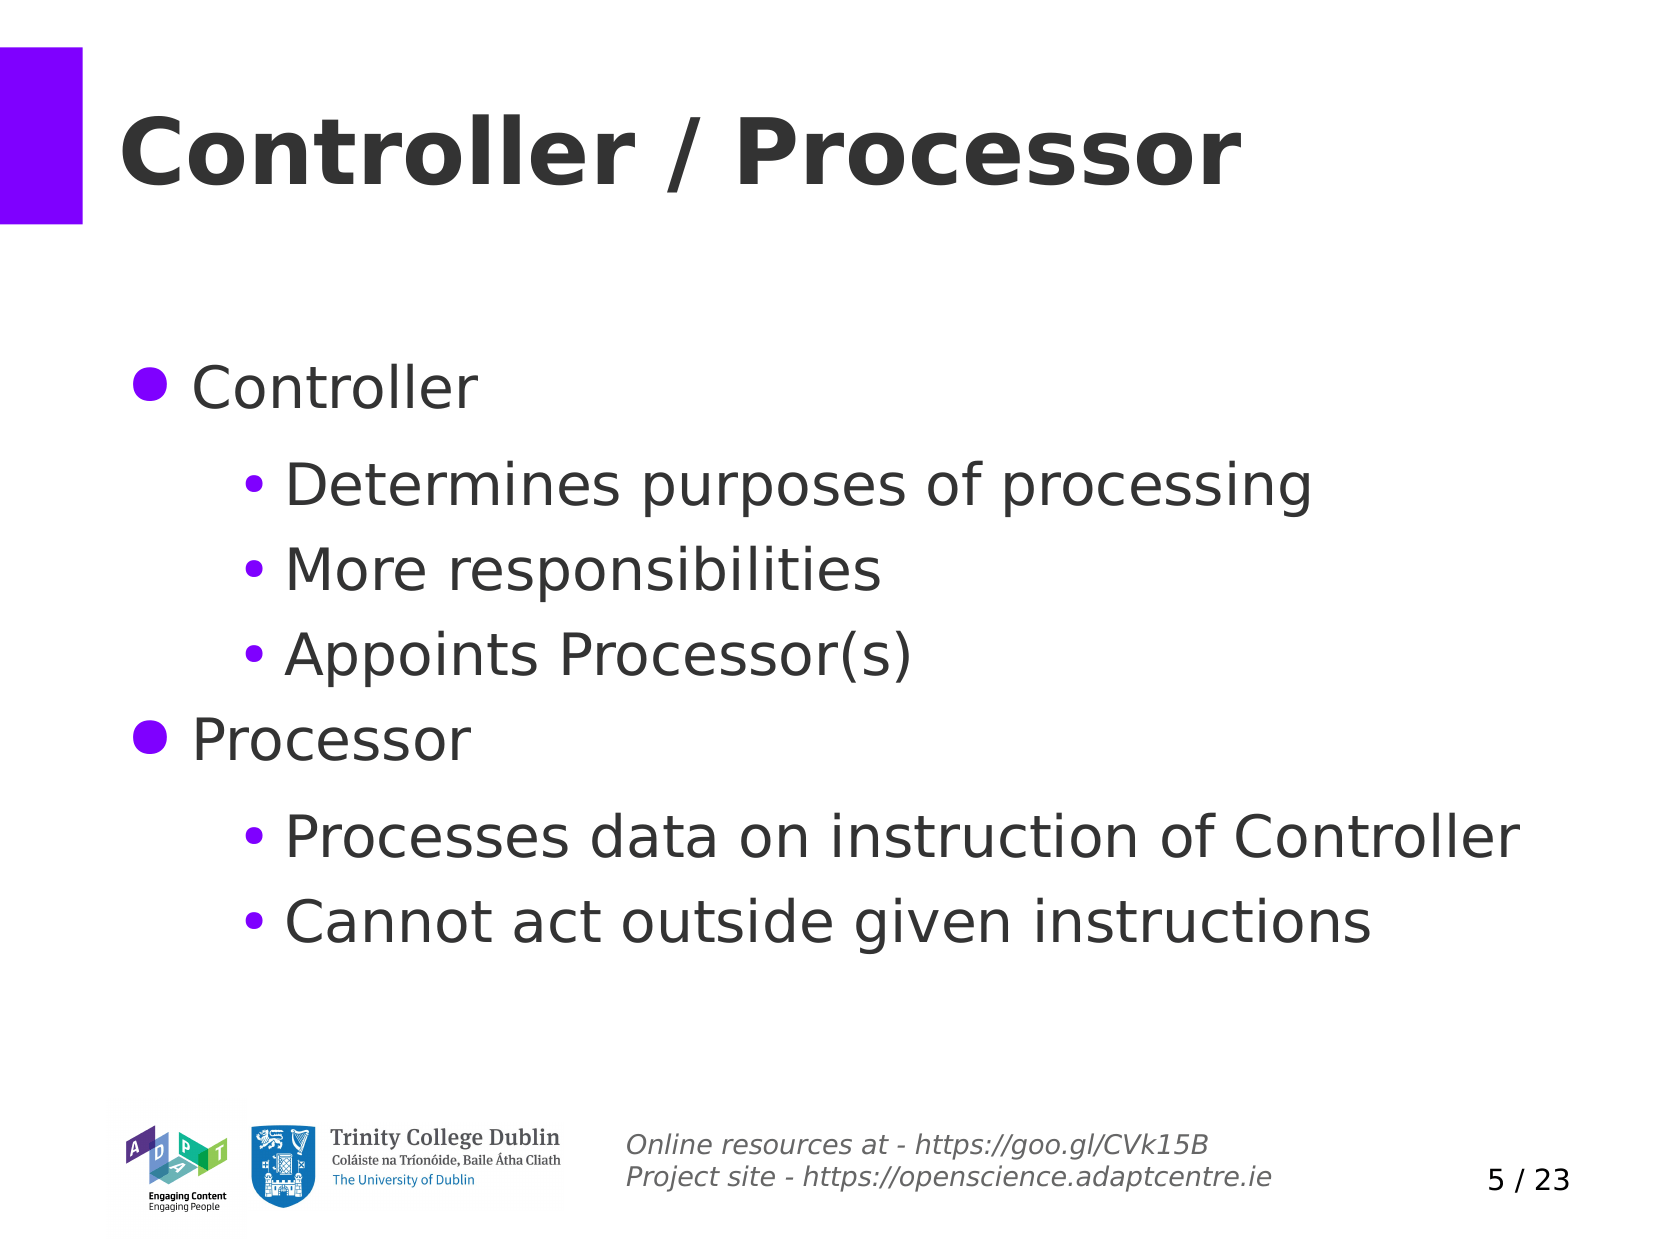 Controller / Processor
● Controller
● Determines purposes of processing
● More responsibilities
● Appoints Processor(s)
● Processor
● Processes data on instruction of Controller
● Cannot act outside given instructions
ADAPT
Engaging Content
Engaging People
Trinity College Dublin
Coláiste na Tríonóide, Baile Átha Cliath
The University of Dublin
Online resources at - https://goo.gl/CVk15B
Project site - https://openscience.adaptcentre.ie
5 / 23